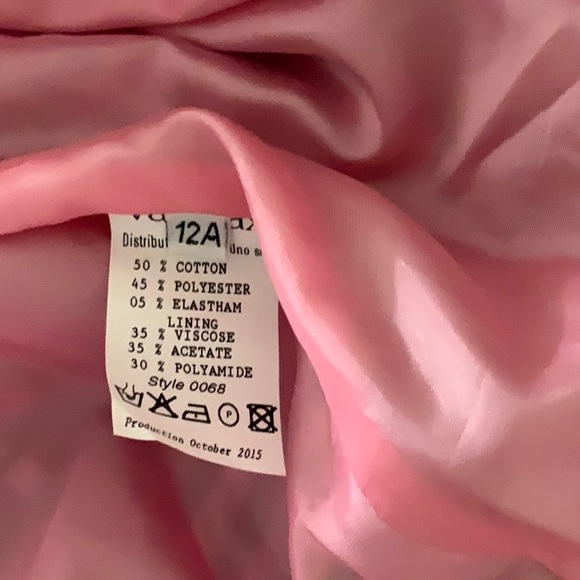 12A
Distribut
50 % COTTON
45 % POLYESTER
05 % ELASTHAM
LINING
35 % VISCOSE
35 % ACETATE
30 % POLYAMIDE
Style 0068
P
Production October 2015